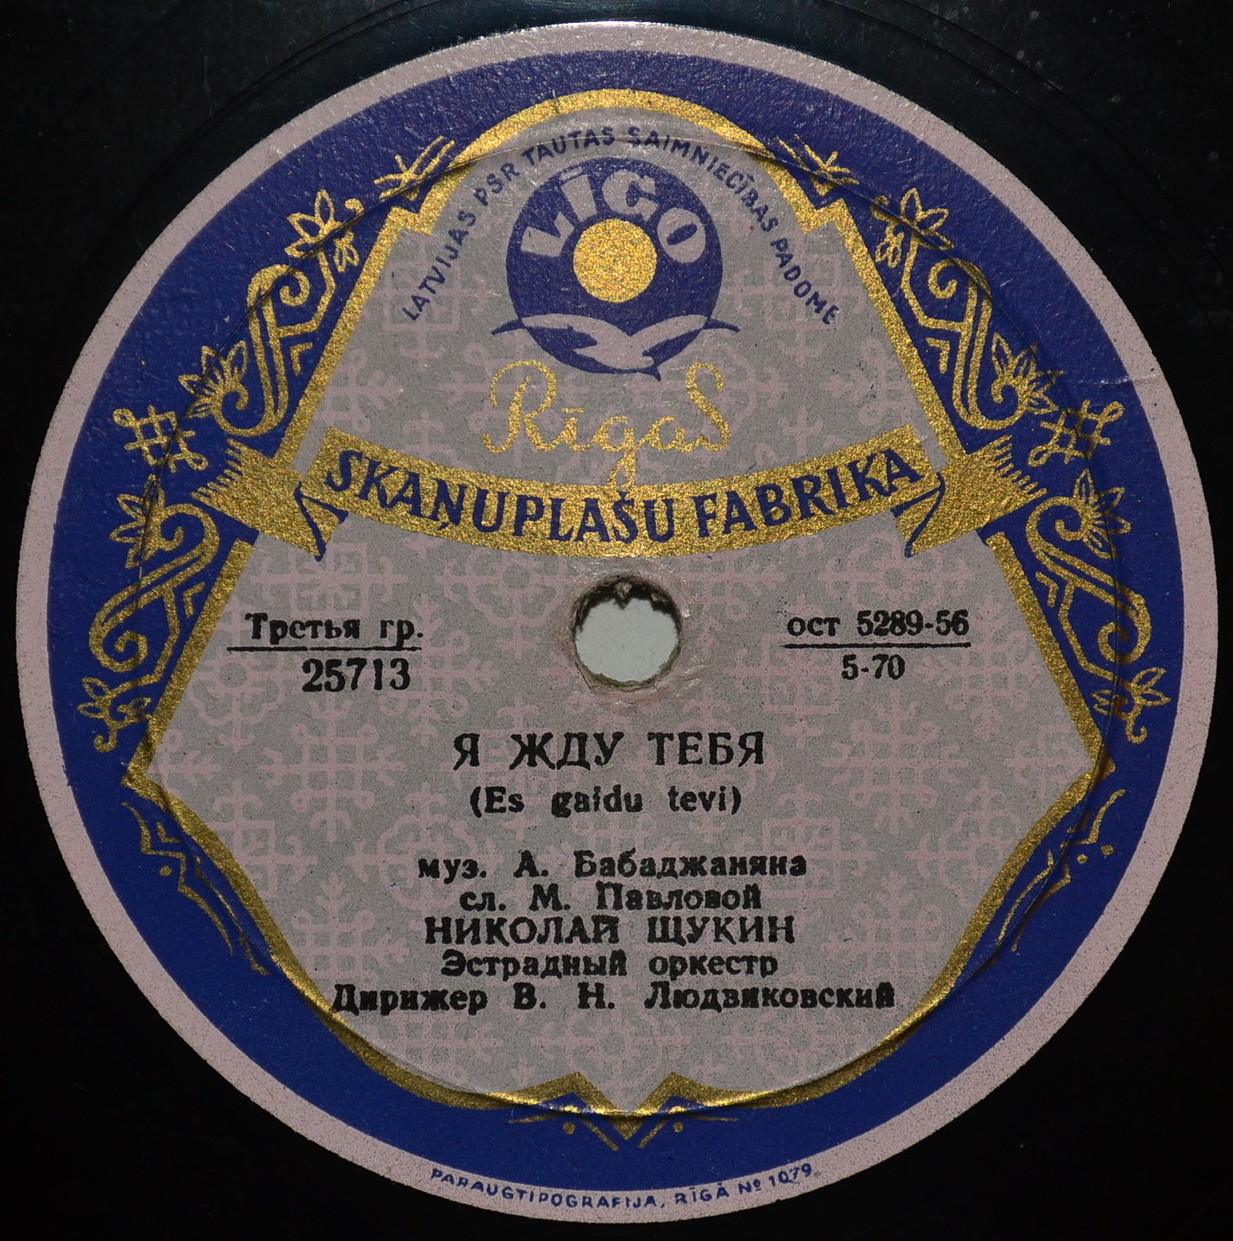 LATVIJAS PSR TAUTAS SAIMNIECĪBAS PADOME
LĪGO
Rīgas
SKAŅUPLAŠU FABRIKA
Третья гр.
25713
ост 5289-56
5-70
Я ЖДУ ТЕБЯ
(Es gaidu tevi)
муз. А. Бабаджаняна
сл. М. Павловой
НИКОЛАЙ ЩУКИН
Эстрадный оркестр
Дирижер В. Н. Людвиковский
PARAUGTIPOGRAFIJA, RĪGĀ № 1079